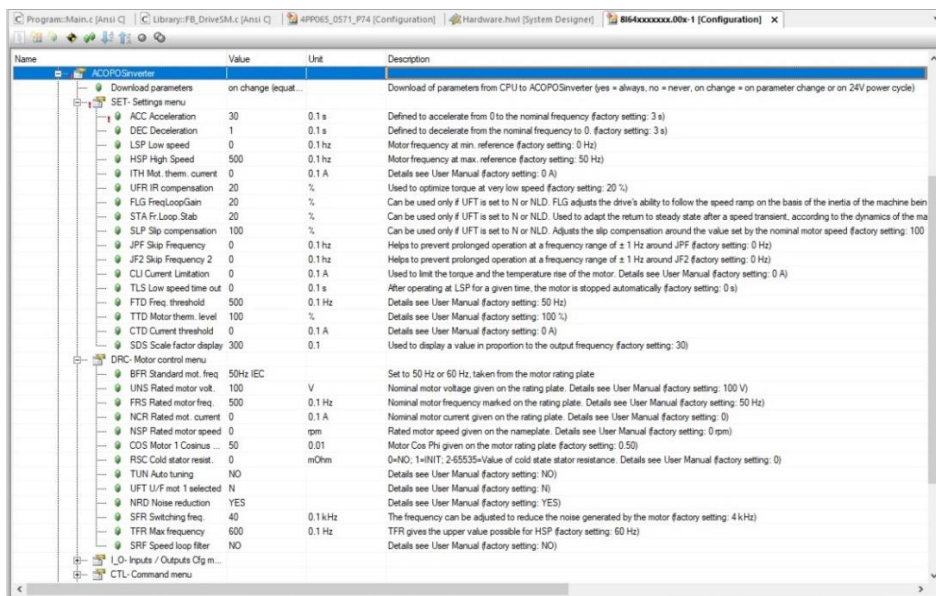 Program::Main.c [Ansi C] Library::FB_DriveSM.c [Ansi C] 4PP065_0571_P74 [Configuration] Hardware.hwl [System Designer] 8I64xxxxxxx.00x-1 [Configuration] x
Name Value Unit Description
ACOPOSinverter
Download parameters on change (equat... Download of parameters from CPU to ACOPOSinverter (yes = always, no = never, on change = on parameter change or on 24V power cycle)
SET- Settings menu
ACC Acceleration 30 0.1 s Defined to accelerate from 0 to the nominal frequency (factory setting: 3 s)
DEC Deceleration 1 0.1 s Defined to decelerate from the nominal frequency to 0. (factory setting: 3 s)
LSP Low speed 0 0.1 hz Motor frequency at min. reference (factory setting: 0 Hz)
HSP High Speed 500 0.1 hz Motor frequency at max. reference (factory setting: 50 Hz)
ITH Mot. therm. current 0 0.1 A Details see User Manual (factory setting: 0 A)
UFR IR compensation 20 % Used to optimize torque at very low speed (factory setting: 20 %)
FLG FreqLoopGain 20 % Can be used only if UFT is set to N or NLD. FLG adjusts the drive's ability to follow the speed ramp on the basis of the inertia of the machine bein
STA Fr.Loop.Stab 20 % Can be used only if UFT is set to N or NLD. Used to adapt the return to steady state after a speed transient, according to the dynamics of the ma
SLP Slip compensation 100 % Can be used only if UFT is set to N or NLD. Adjusts the slip compensation around the value set by the nominal motor speed (factory setting: 100
JPF Skip Frequency 0 0.1 hz Helps to prevent prolonged operation at a frequency range of ± 1 Hz around JPF (factory setting: 0 Hz)
JF2 Skip Frequency 2 0 0.1 hz Helps to prevent prolonged operation at a frequency range of ± 1 Hz around JF2 (factory setting: 0 Hz)
CLI Current Limitation 0 0.1 A Used to limit the torque and the temperature rise of the motor. Details see User Manual (factory setting: 0 A)
TLS Low speed time out 0 0.1 s After operating at LSP for a given time, the motor is stopped automatically (factory setting: 0 s)
FTD Freq. threshold 500 0.1 Hz Details see User Manual (factory setting: 50 Hz)
TTD Motor therm. level 100 % Details see User Manual (factory setting: 100 %)
CTD Current threshold 0 0.1 A Details see User Manual (factory setting: 0 A)
SDS Scale factor display 300 0.1 Used to display a value in proportion to the output frequency (factory setting: 30)
DRC- Motor control menu
BFR Standard mot. freq 50Hz IEC Set to 50 Hz or 60 Hz, taken from the motor rating plate
UNS Rated motor volt. 100 V Nominal motor voltage given on the rating plate. Details see User Manual (factory setting: 100 V)
FRS Rated motor freq. 500 0.1 Hz Nominal motor frequency marked on the rating plate. Details see User Manual (factory setting: 50 Hz)
NCR Rated mot. current 0 0.1 A Nominal motor current given on the rating plate. Details see User Manual (factory setting: 0)
NSP Rated motor speed 0 rpm Rated motor speed given on the nameplate. Details see User Manual (factory setting: 0 rpm)
COS Motor 1 Cosinus ... 50 0.01 Motor Cos Phi given on the motor rating plate (factory setting: 0.50)
RSC Cold stator resist. 0 mOhm 0=NO; 1=INIT; 2-65535=Value of cold state stator resistance. Details see User Manual (factory setting: 0)
TUN Auto tuning NO Details see User Manual (factory setting: NO)
UFT U/F mot 1 selected N Details see User Manual (factory setting: N)
NRD Noise reduction YES Details see User Manual (factory setting: YES)
SFR Switching freq. 40 0.1 kHz The frequency can be adjusted to reduce the noise generated by the motor (factory setting: 4 kHz)
TFR Max frequency 600 0.1 Hz TFR gives the upper value possible for HSP (factory setting: 60 Hz)
SRF Speed loop filter NO Details see User Manual (factory setting: NO)
I_O- Inputs / Outputs Cfg m...
CTL- Command menu